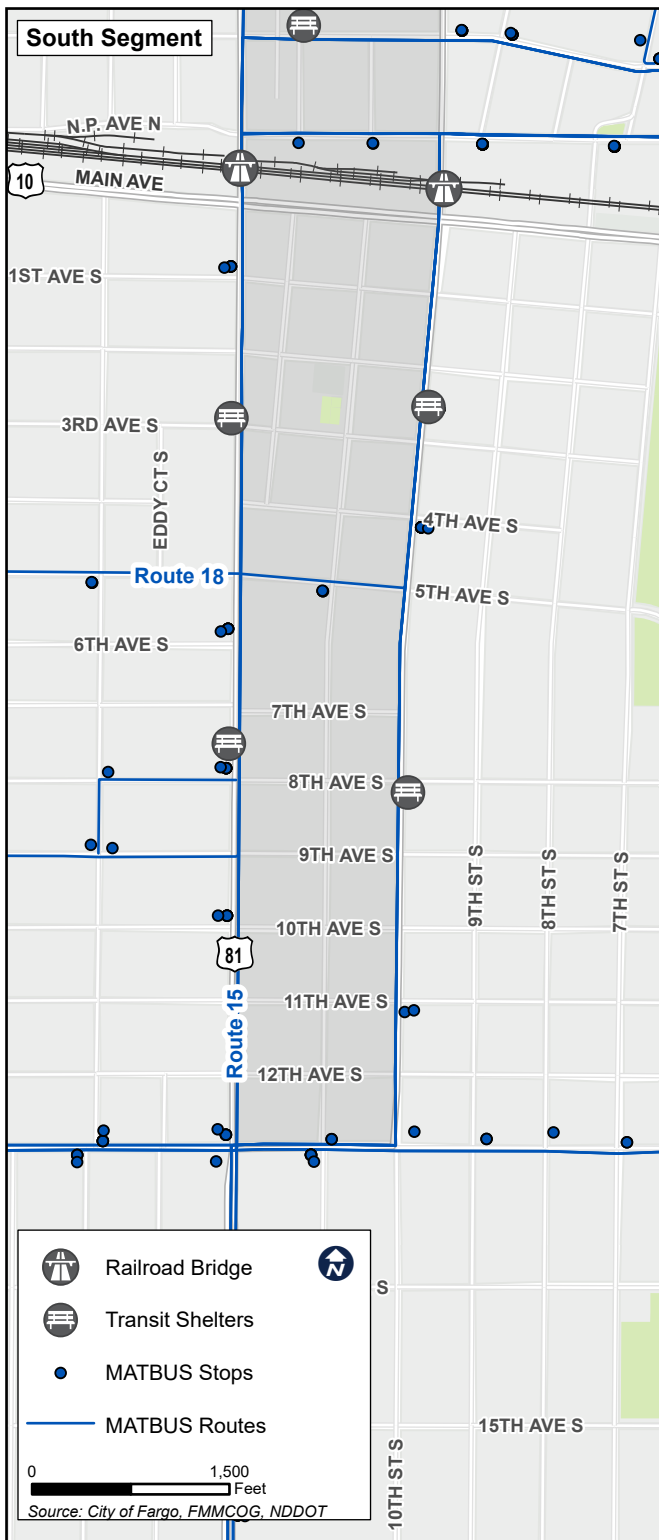 South Segment
N.P. AVE N
10
MAIN AVE
1ST AVE S
3RD AVE S
EDDY CT S
4TH AVE S
Route 18
5TH AVE S
6TH AVE S
7TH AVE S
8TH AVE S
9TH AVE S
9TH ST S
8TH ST S
7TH ST S
10TH AVE S
81
11TH AVE S
Route 15
12TH AVE S
Railroad Bridge
N
S
Transit Shelters
MATBUS Stops
MATBUS Routes
15TH AVE S
10TH ST S
0 1,500
Feet
Source: City of Fargo, FMMCOG, NDDOT